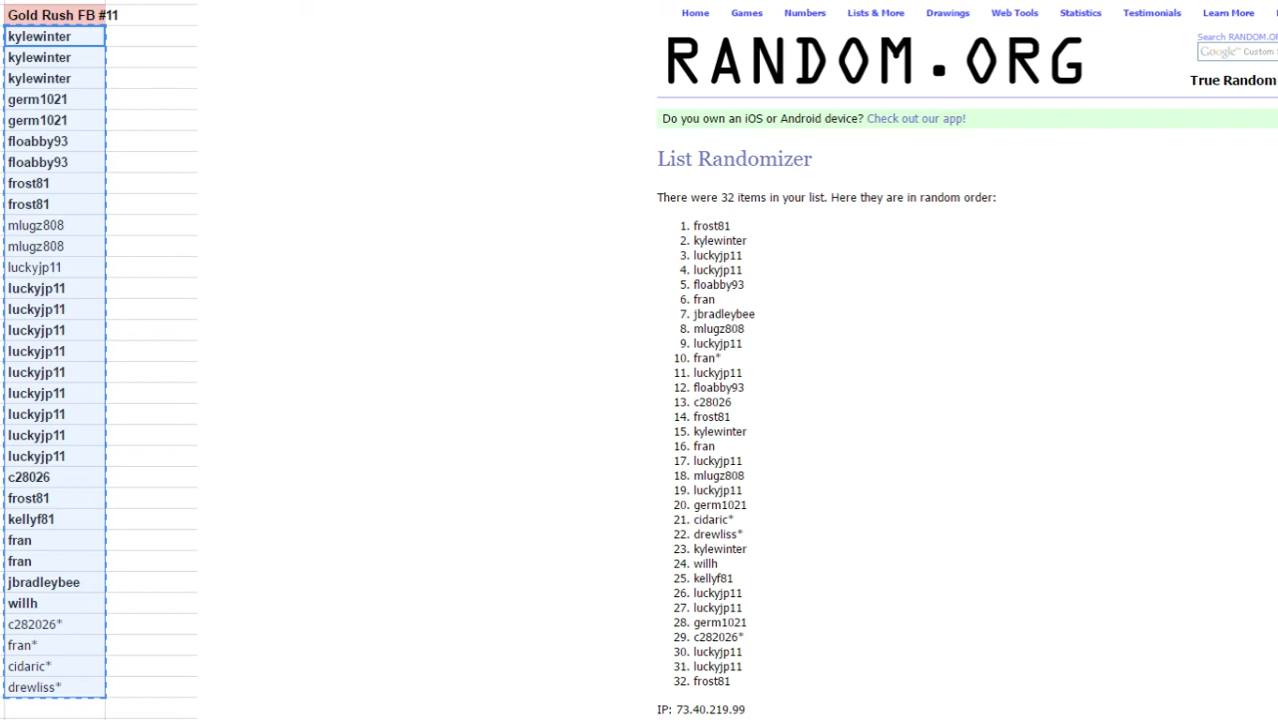 Gold Rush FB #11
kylewinter
kylewinter
kylewinter
germ1021
germ1021
floabby93
floabby93
frost81
frost81
mlugz808
mlugz808
luckyjp11
luckyjp11
luckyjp11
luckyjp11
luckyjp11
luckyjp11
luckyjp11
luckyjp11
luckyjp11
luckyjp11
c28026
frost81
kellyf81
fran
fran
jbradleybee
willh
c282026*
fran*
cidaric*
drewliss*
Home Games Numbers Lists & More Drawings Web Tools Statistics Testimonials Learn More
RANDOM.ORG
Search RANDOM.OR
Google™ Custom
True Random
Do you own an iOS or Android device? Check out our app!
List Randomizer
There were 32 items in your list. Here they are in random order:
1. frost81
2. kylewinter
3. luckyjp11
4. luckyjp11
5. floabby93
6. fran
7. jbradleybee
8. mlugz808
9. luckyjp11
10. fran*
11. luckyjp11
12. floabby93
13. c28026
14. frost81
15. kylewinter
16. fran
17. luckyjp11
18. mlugz808
19. luckyjp11
20. germ1021
21. cidaric*
22. drewliss*
23. kylewinter
24. willh
25. kellyf81
26. luckyjp11
27. luckyjp11
28. germ1021
29. c282026*
30. luckyjp11
31. luckyjp11
32. frost81
IP: 73.40.219.99